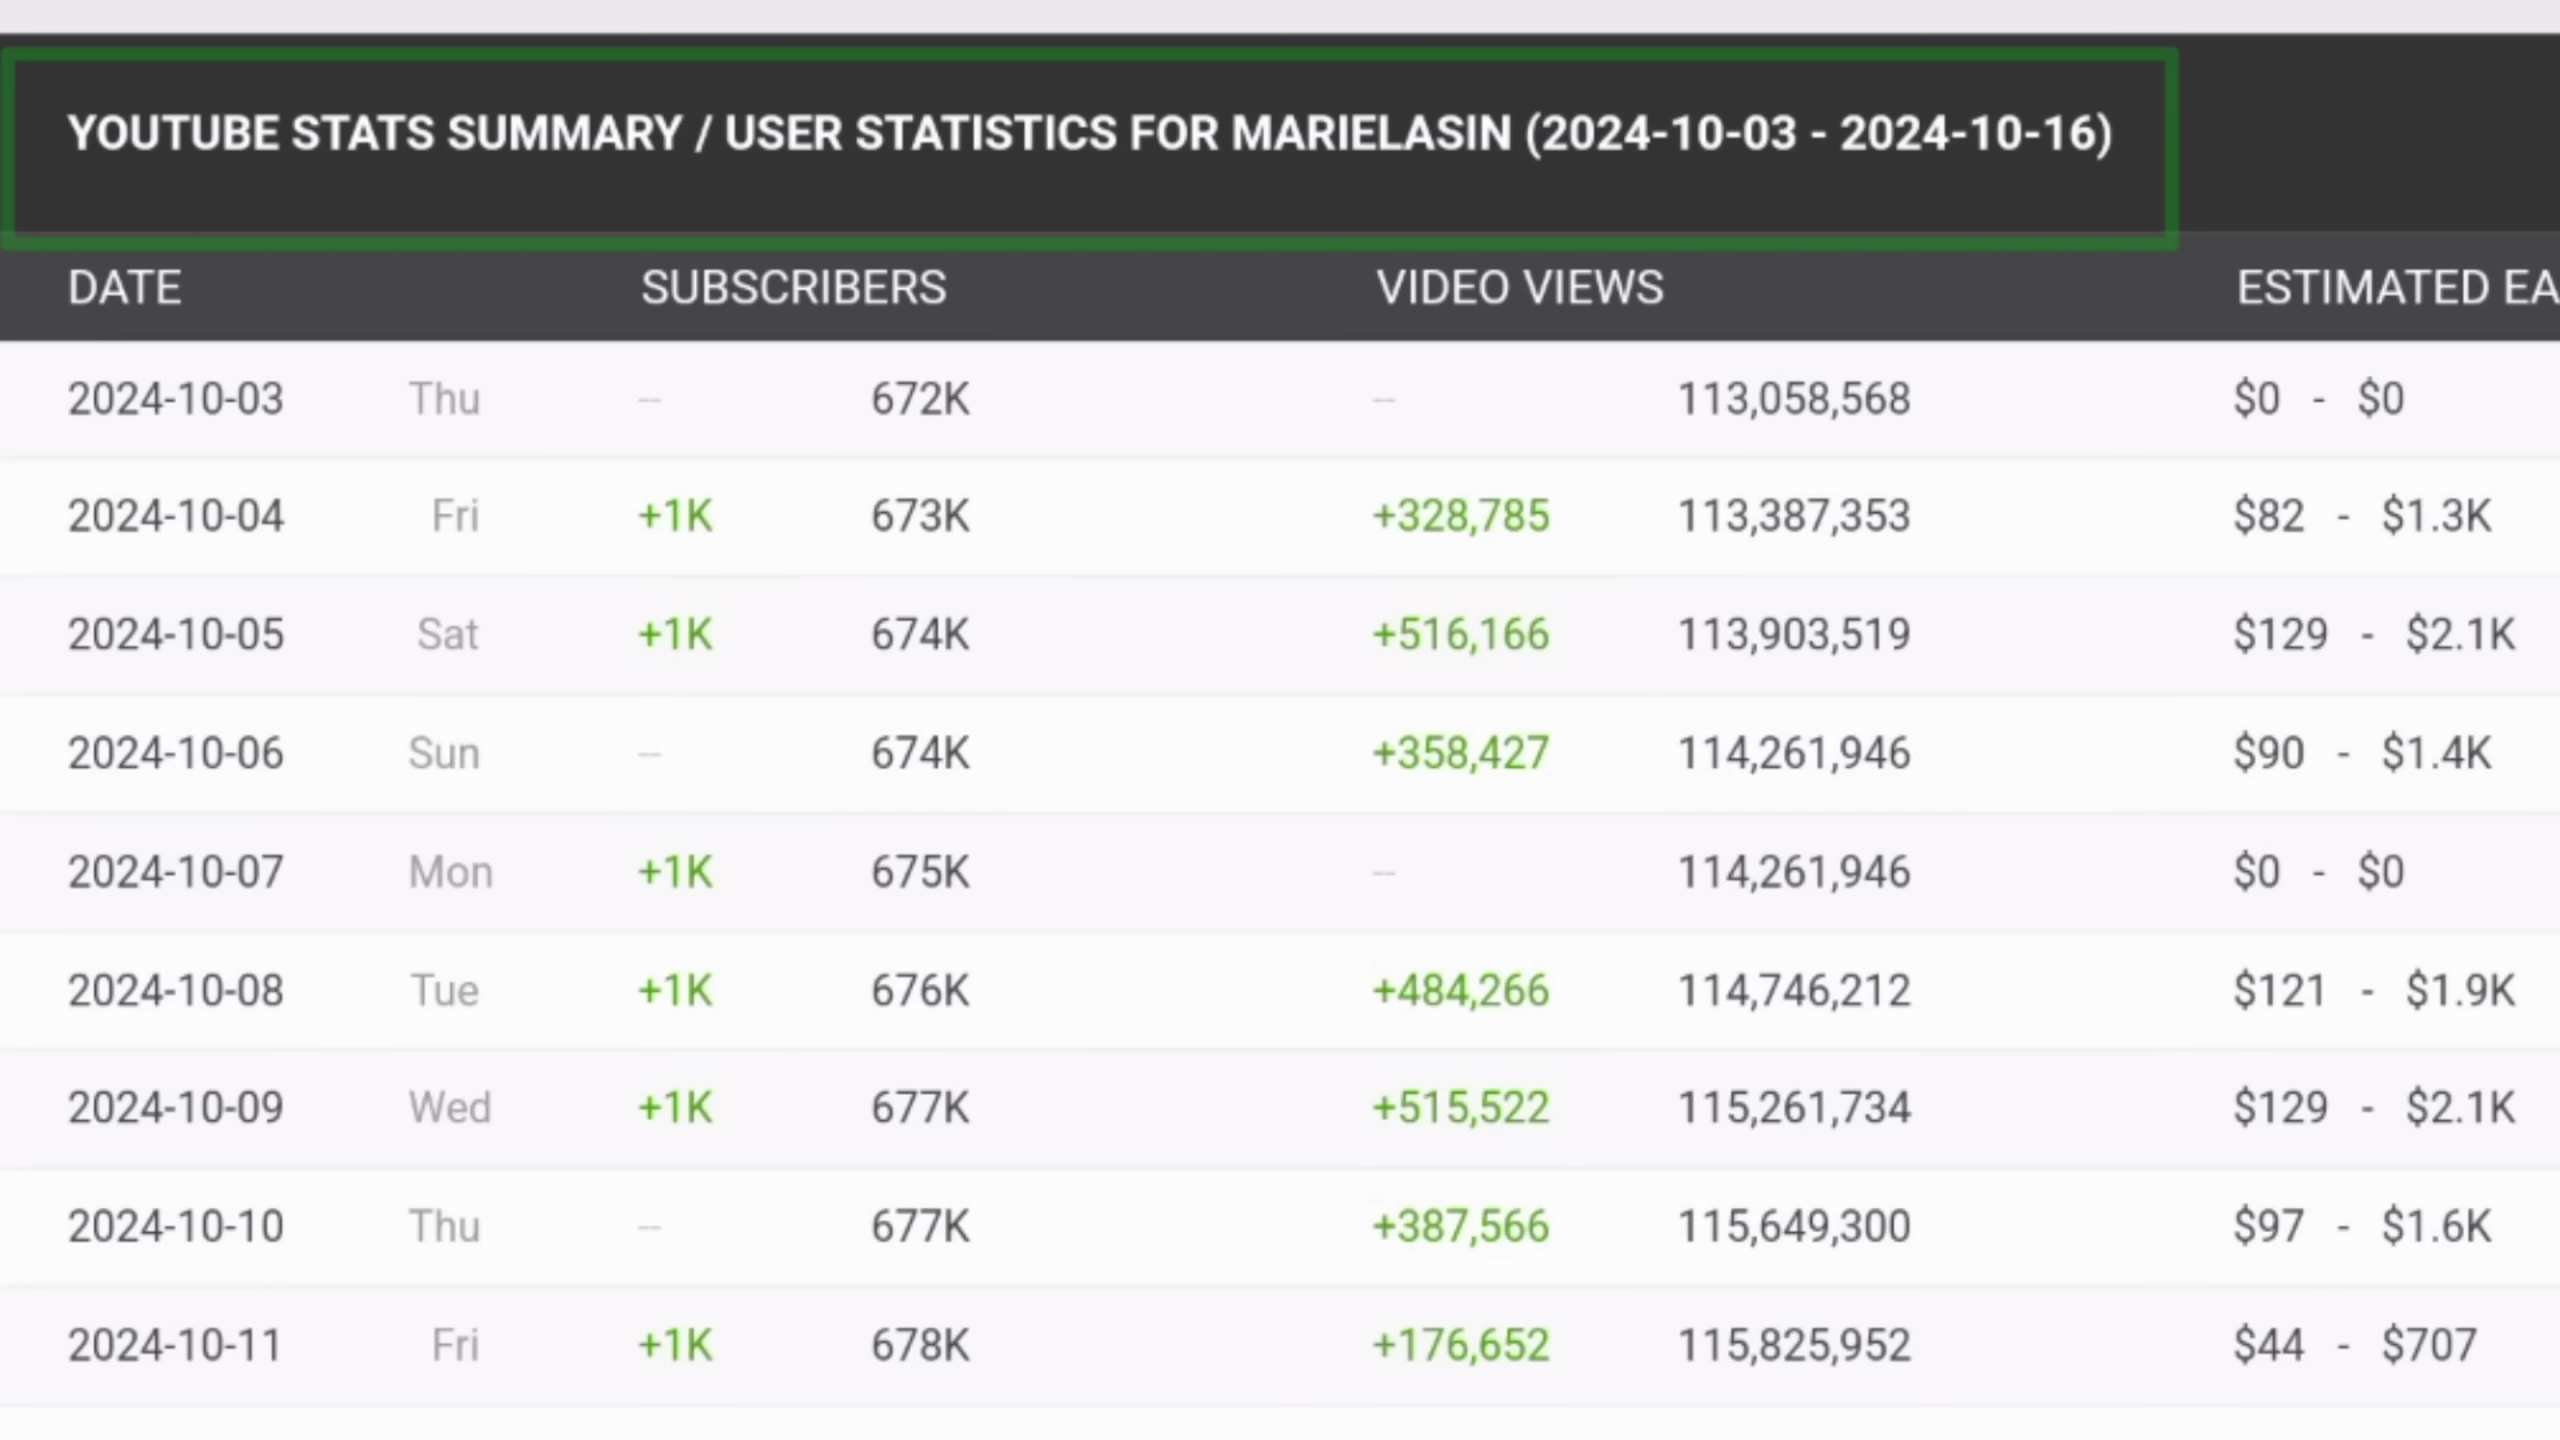 YOUTUBE STATS SUMMARY / USER STATISTICS FOR MARIELASIN (2024-10-03 - 2024-10-16)
DATE SUBSCRIBERS VIDEO VIEWS ESTIMATED EA
2024-10-03 Thu -- 672K -- 113,058,568 $0 - $0
2024-10-04 Fri +1K 673K +328,785 113,387,353 $82 - $1.3K
2024-10-05 Sat +1K 674K +516,166 113,903,519 $129 - $2.1K
2024-10-06 Sun -- 674K +358,427 114,261,946 $90 - $1.4K
2024-10-07 Mon +1K 675K -- 114,261,946 $0 - $0
2024-10-08 Tue +1K 676K +484,266 114,746,212 $121 - $1.9K
2024-10-09 Wed +1K 677K +515,522 115,261,734 $129 - $2.1K
2024-10-10 Thu -- 677K +387,566 115,649,300 $97 - $1.6K
2024-10-11 Fri +1K 678K +176,652 115,825,952 $44 - $707